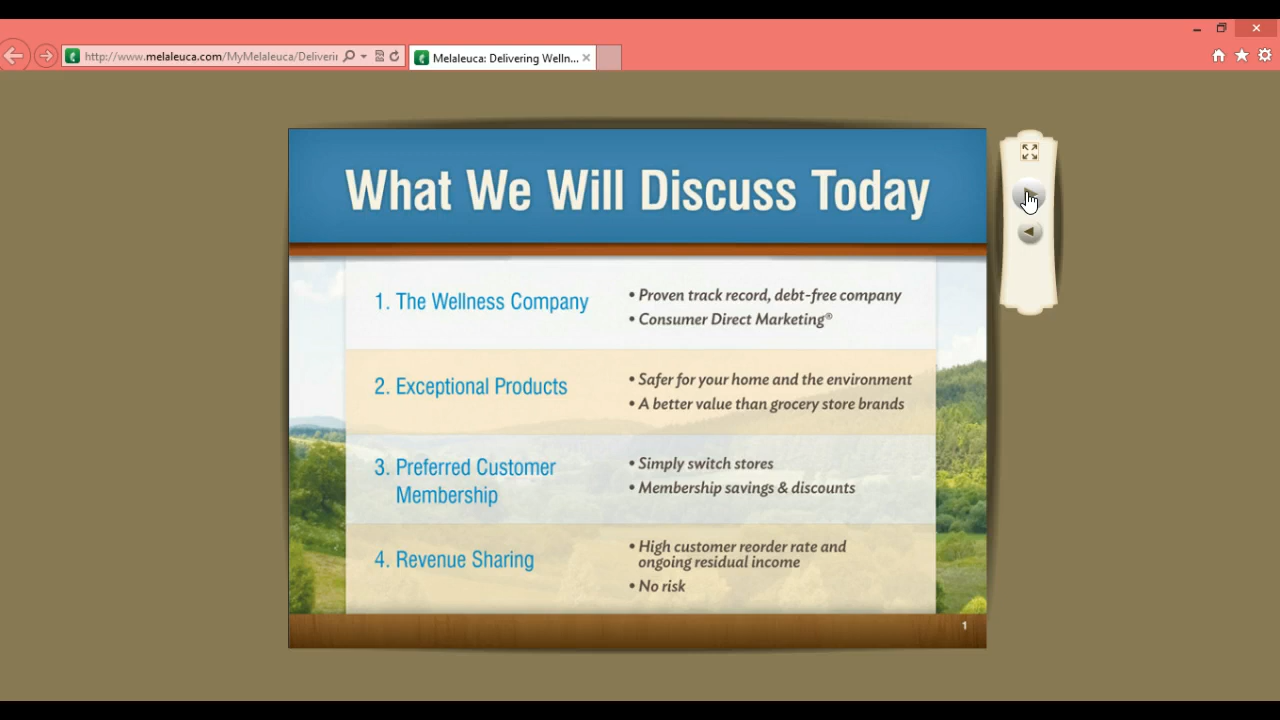 http://www.melaleuca.com/MyMelaleuca/Deliveri
Melaleuca: Delivering Welln...
What We Will Discuss Today
1. The Wellness Company
• Proven track record, debt-free company
• Consumer Direct Marketing®
2. Exceptional Products
• Safer for your home and the environment
• A better value than grocery store brands
3. Preferred Customer
Membership
• Simply switch stores
• Membership savings & discounts
4. Revenue Sharing
• High customer reorder rate and
ongoing residual income
• No risk
1